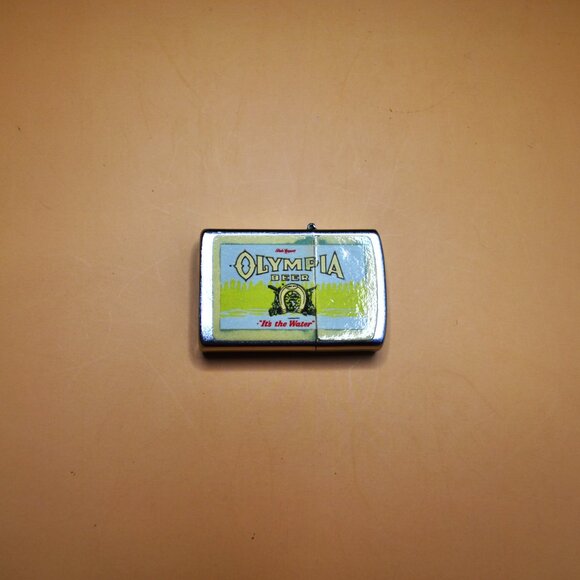 OLYMPIA
BEER
"It's the Water"